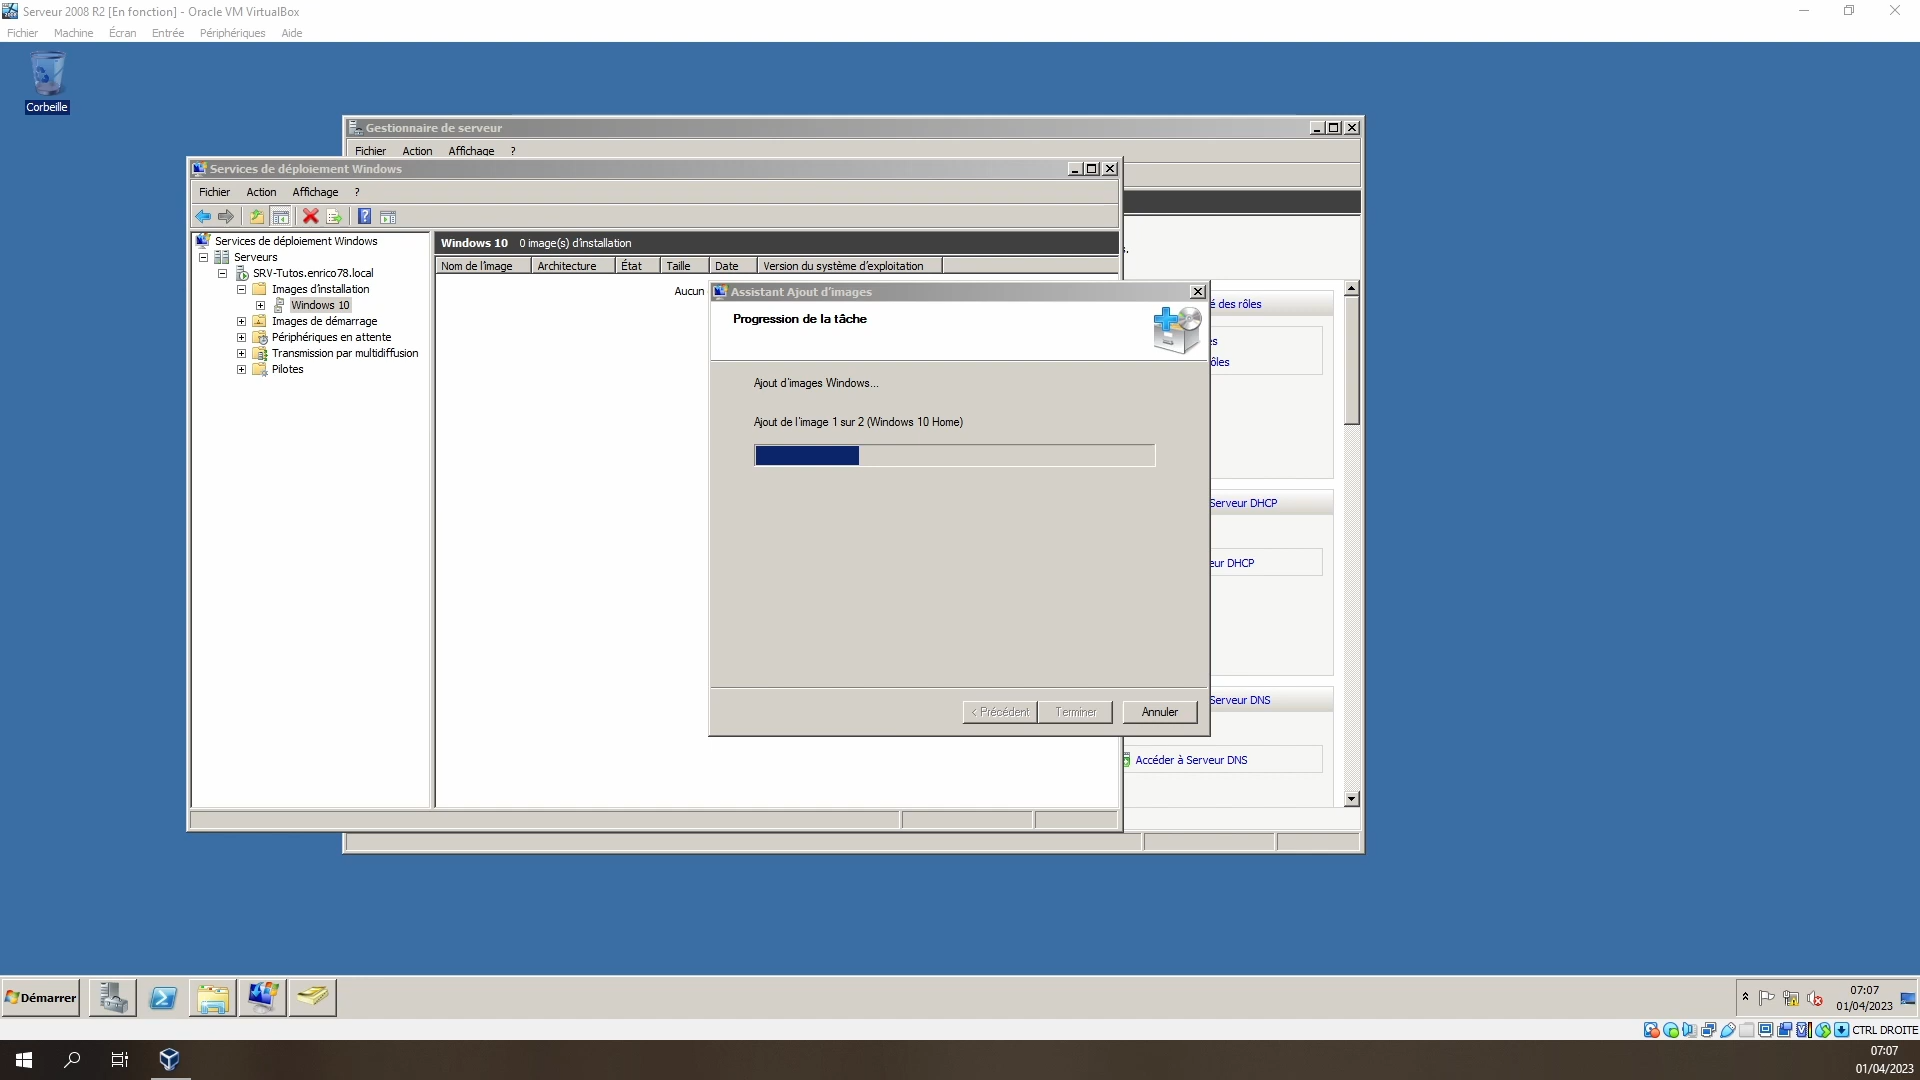 Serveur 2008 R2 [En fonction] - Oracle VM VirtualBox
Fichier Machine Écran Entrée Périphériques Aide
Corbeille
Gestionnaire de serveur
Fichier Action Affichage ?
Services de déploiement Windows
Fichier Action Affichage ?
Services de déploiement Windows
Serveurs
SRV-Tutos.enrico78.local
Images d'installation
Windows 10
Images de démarrage
Périphériques en attente
Transmission par multidiffusion
Pilotes
Windows 10 0 image(s) d'installation
Nom de l'image Architecture État Taille Date Version du système d'exploitation
Aucun
Assistant Ajout d'images
Progression de la tâche
Ajout d'images Windows...
Ajout de l'image 1 sur 2 (Windows 10 Home)
< Précédent Terminer Annuler
s.
é des rôles
es
ôles
Serveur DHCP
eur DHCP
Serveur DNS
Accéder à Serveur DNS
Démarrer
07:07
01/04/2023
CTRL DROITE
07:07
01/04/2023